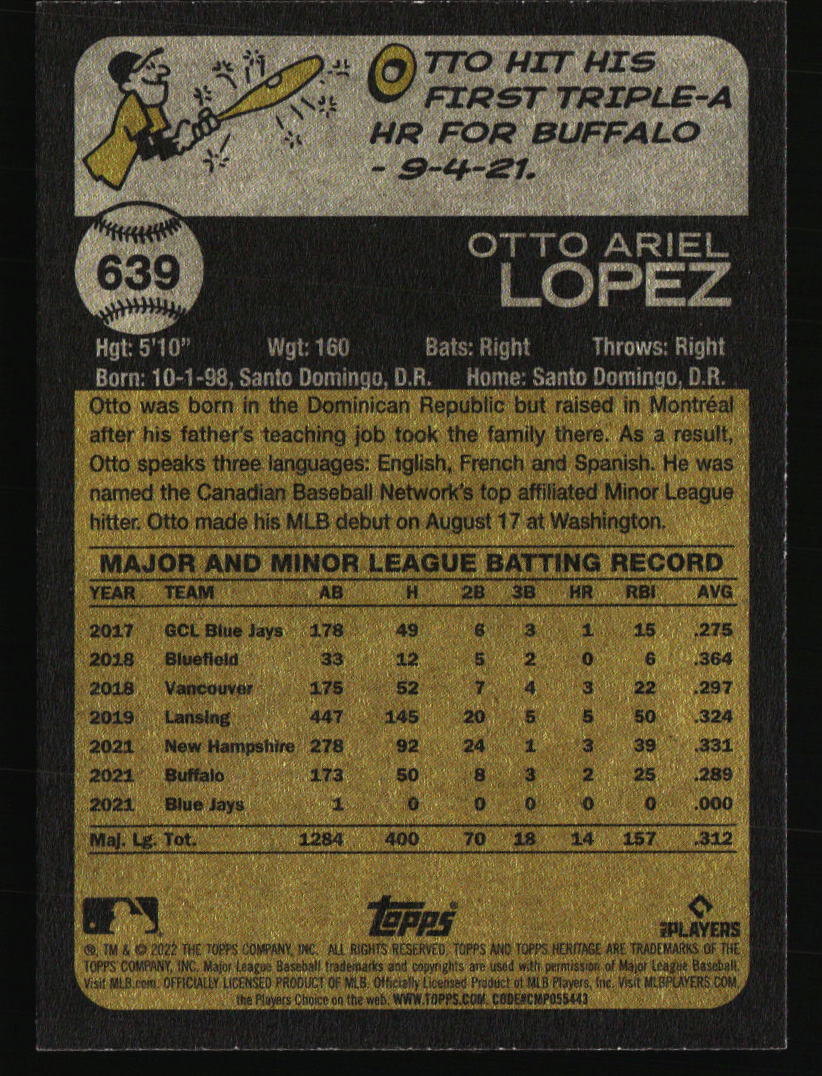 OTTO HIT HIS
FIRST TRIPLE-A
HR FOR BUFFALO
- 9-4-21.
639
OTTO ARIEL
LOPEZ
Hgt: 5'10" Wgt: 160 Bats: Right Throws: Right
Born: 10-1-98, Santo Domingo, D.R. Home: Santo Domingo, D.R.
Otto was born in the Dominican Republic but raised in Montréal
after his father's teaching job took the family there. As a result,
Otto speaks three languages: English, French and Spanish. He was
named the Canadian Baseball Network's top affiliated Minor League
hitter. Otto made his MLB debut on August 17 at Washington.
MAJOR AND MINOR LEAGUE BATTING RECORD
YEAR TEAM AB H 2B 3B HR RBI AVG
2017 GCL Blue Jays 178 49 6 3 1 15 .275
2018 Bluefield 33 12 5 2 0 6 .364
2018 Vancouver 175 52 7 4 3 22 .297
2019 Lansing 447 145 20 5 5 50 .324
2021 New Hampshire 278 92 24 1 3 39 .331
2021 Buffalo 173 50 8 3 2 25 .289
2021 Blue Jays 1 0 0 0 0 0 .000
Maj. Lg. Tot. 1284 400 70 18 14 157 .312
topps
MLBPLAYERS
®, TM & © 2022 THE TOPPS COMPANY, INC. ALL RIGHTS RESERVED. TOPPS AND TOPPS HERITAGE ARE TRADEMARKS OF THE
TOPPS COMPANY, INC. Major League Baseball trademarks and copyrights are used with permission of Major League Baseball.
Visit MLB.com. OFFICIALLY LICENSED PRODUCT OF MLB. Officially Licensed Product of MLB Players, Inc. Visit MLBPLAYERS.COM,
the Players Choice on the web. WWW.TOPPS.COM. CODE#CMP055443